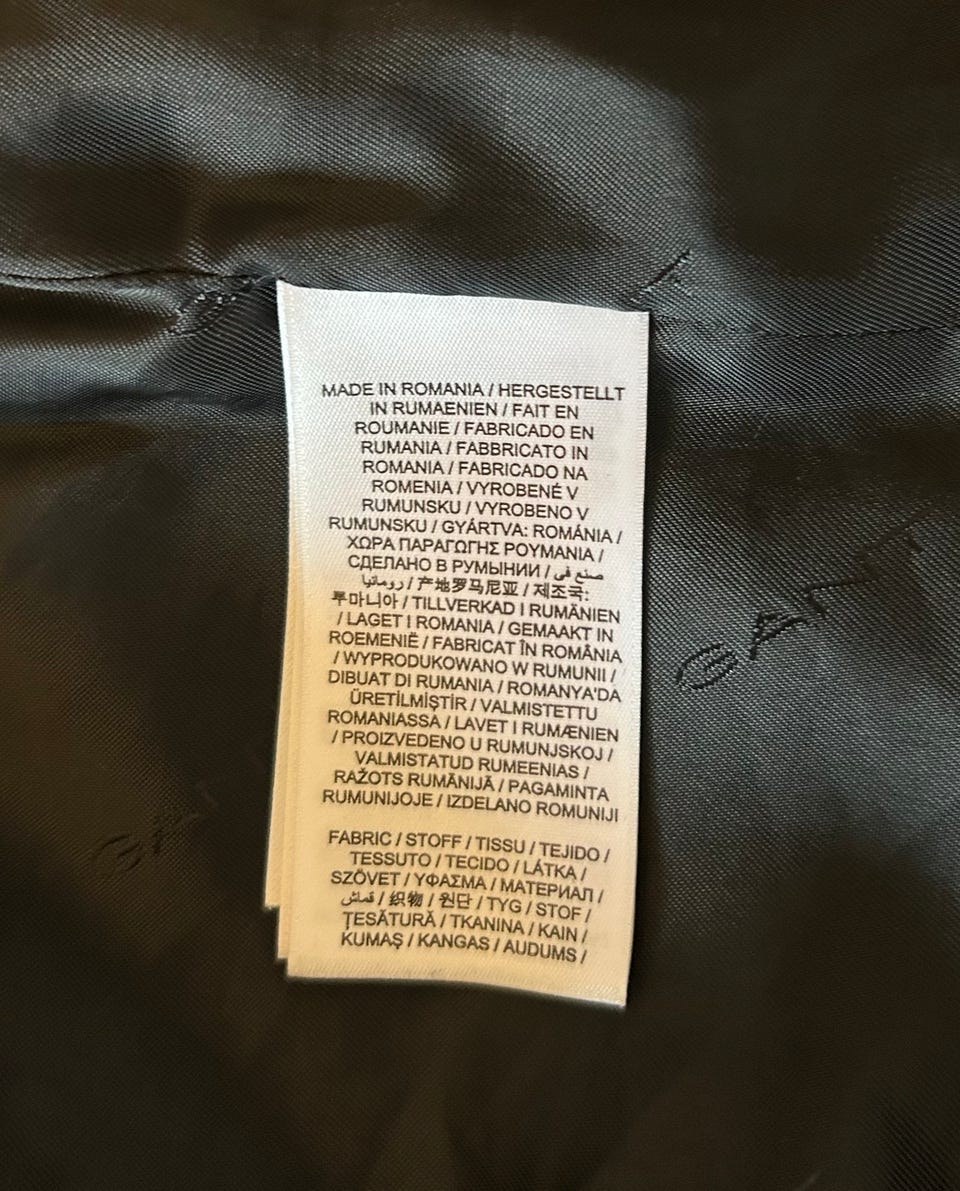 MADE IN ROMANIA / HERGESTELLT
IN RUMAENIEN / FAIT EN
ROUMANIE / FABRICADO EN
RUMANIA / FABBRICATO IN
ROMANIA / FABRICADO NA
ROMENIA / VYROBENÉ V
RUMUNSKU / VYROBENO V
RUMUNSKU / GYÁRTVA: ROMÁNIA /
ΧΩΡΑ ΠΑΡΑΓΩΓΗΣ ΡΟΥΜΑΝΙΑ /
СДЕЛАНО В РУМЫНИИ / صنع في
رومانيا / 产地罗马尼亚 / 제조국:
루마니아 / TILLVERKAD I RUMÄNIEN
/ LAGET I ROMANIA / GEMAAKT IN
ROEMENIË / FABRICAT ÎN ROMÂNIA
/ WYPRODUKOWANO W RUMUNII /
DIBUAT DI RUMANIA / ROMANYA'DA
ÜRETİLMİŞTİR / VALMISTETTU
ROMANIASSA / LAVET I RUMÆNIEN
/ PROIZVEDENO U RUMUNJSKOJ /
VALMISTATUD RUMEENIAS /
RAŽOTS RUMĀNIJĀ / PAGAMINTA
RUMUNIJOJE / IZDELANO ROMUNIJI
FABRIC / STOFF / TISSU / TEJIDO /
TESSUTO / TECIDO / LÁTKA /
SZÖVET / ΥΦΑΣΜΑ / МАТЕРИАЛ /
قماش / 织物 / 원단 / TYG / STOF /
ȚESĂTURĂ / TKANINA / KAIN /
KUMAŞ / KANGAS / AUDUMS /